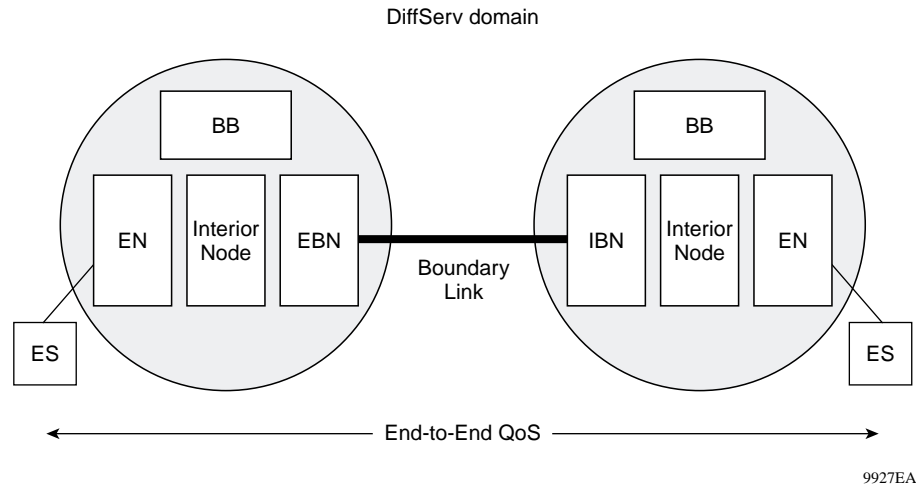 DiffServ domain
BB
BB
EN
Interior
Node
EBN
IBN
Interior
Node
EN
Boundary
Link
ES
ES
End-to-End QoS
9927EA